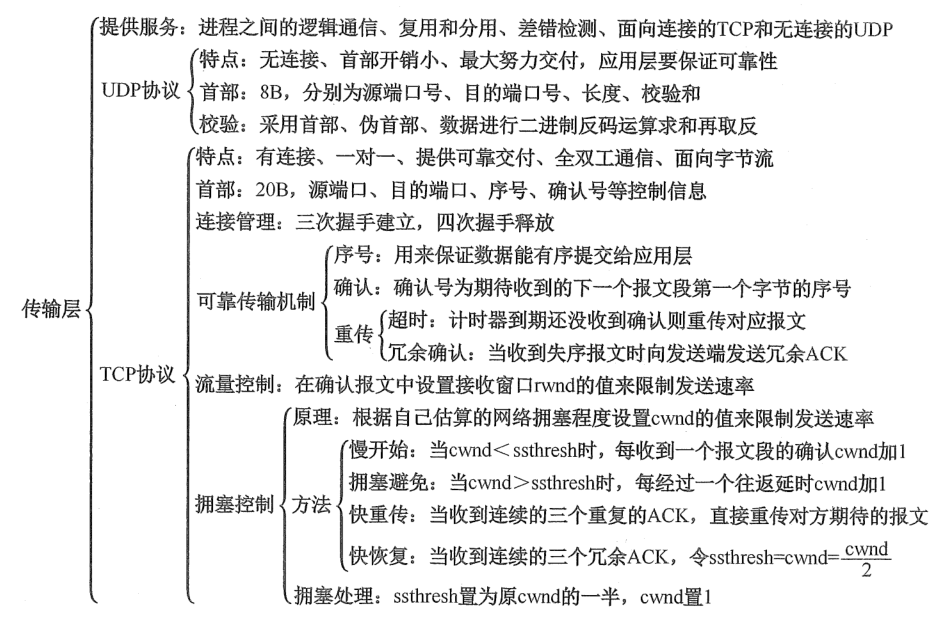 提供服务：进程之间的逻辑通信、复用和分用、差错检测、面向连接的TCP和无连接的UDP
特点：无连接、首部开销小、最大努力交付，应用层要保证可靠性
UDP协议
首部：8B，分别为源端口号、目的端口号、长度、校验和
校验：采用首部、伪首部、数据进行二进制反码运算求和再取反
特点：有连接、一对一、提供可靠交付、全双工通信、面向字节流
首部：20B，源端口、目的端口、序号、确认号等控制信息
连接管理：三次握手建立，四次握手释放
序号：用来保证数据能有序提交给应用层
传输层
可靠传输机制
确认：确认号为期待收到的下一个报文段第一个字节的序号
重传
超时：计时器到期还没收到确认则重传对应报文
冗余确认：当收到失序报文时向发送端发送冗余ACK
TCP协议
流量控制：在确认报文中设置接收窗口rwnd的值来限制发送速率
原理：根据自己估算的网络拥塞程度设置cwnd的值来限制发送速率
慢开始：当cwnd＜ssthresh时，每收到一个报文段的确认cwnd加1
拥塞避免：当cwnd＞ssthresh时，每经过一个往返延时cwnd加1
拥塞控制
方法
快重传：当收到连续的三个重复的ACK，直接重传对方期待的报文
快恢复：当收到连续的三个冗余ACK，令ssthresh=cwnd=cwnd/2
拥塞处理：ssthresh置为原cwnd的一半，cwnd置1